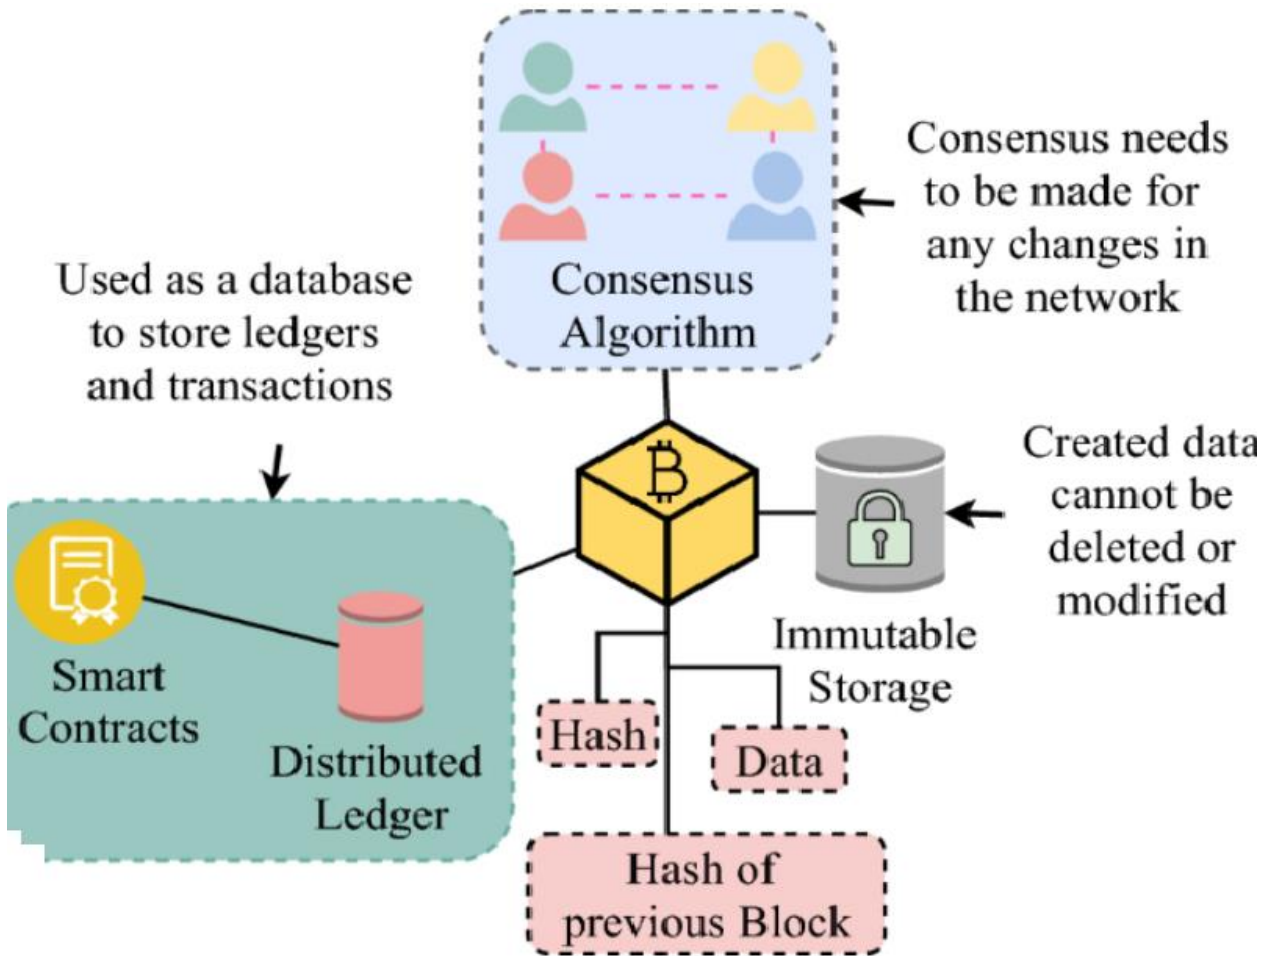 Consensus
Algorithm
Consensus needs
to be made for
any changes in
the network
Used as a database
to store ledgers
and transactions
Created data
cannot be
deleted or
modified
Immutable
Storage
Smart
Contracts
Distributed
Ledger
Hash
Data
Hash of
previous Block